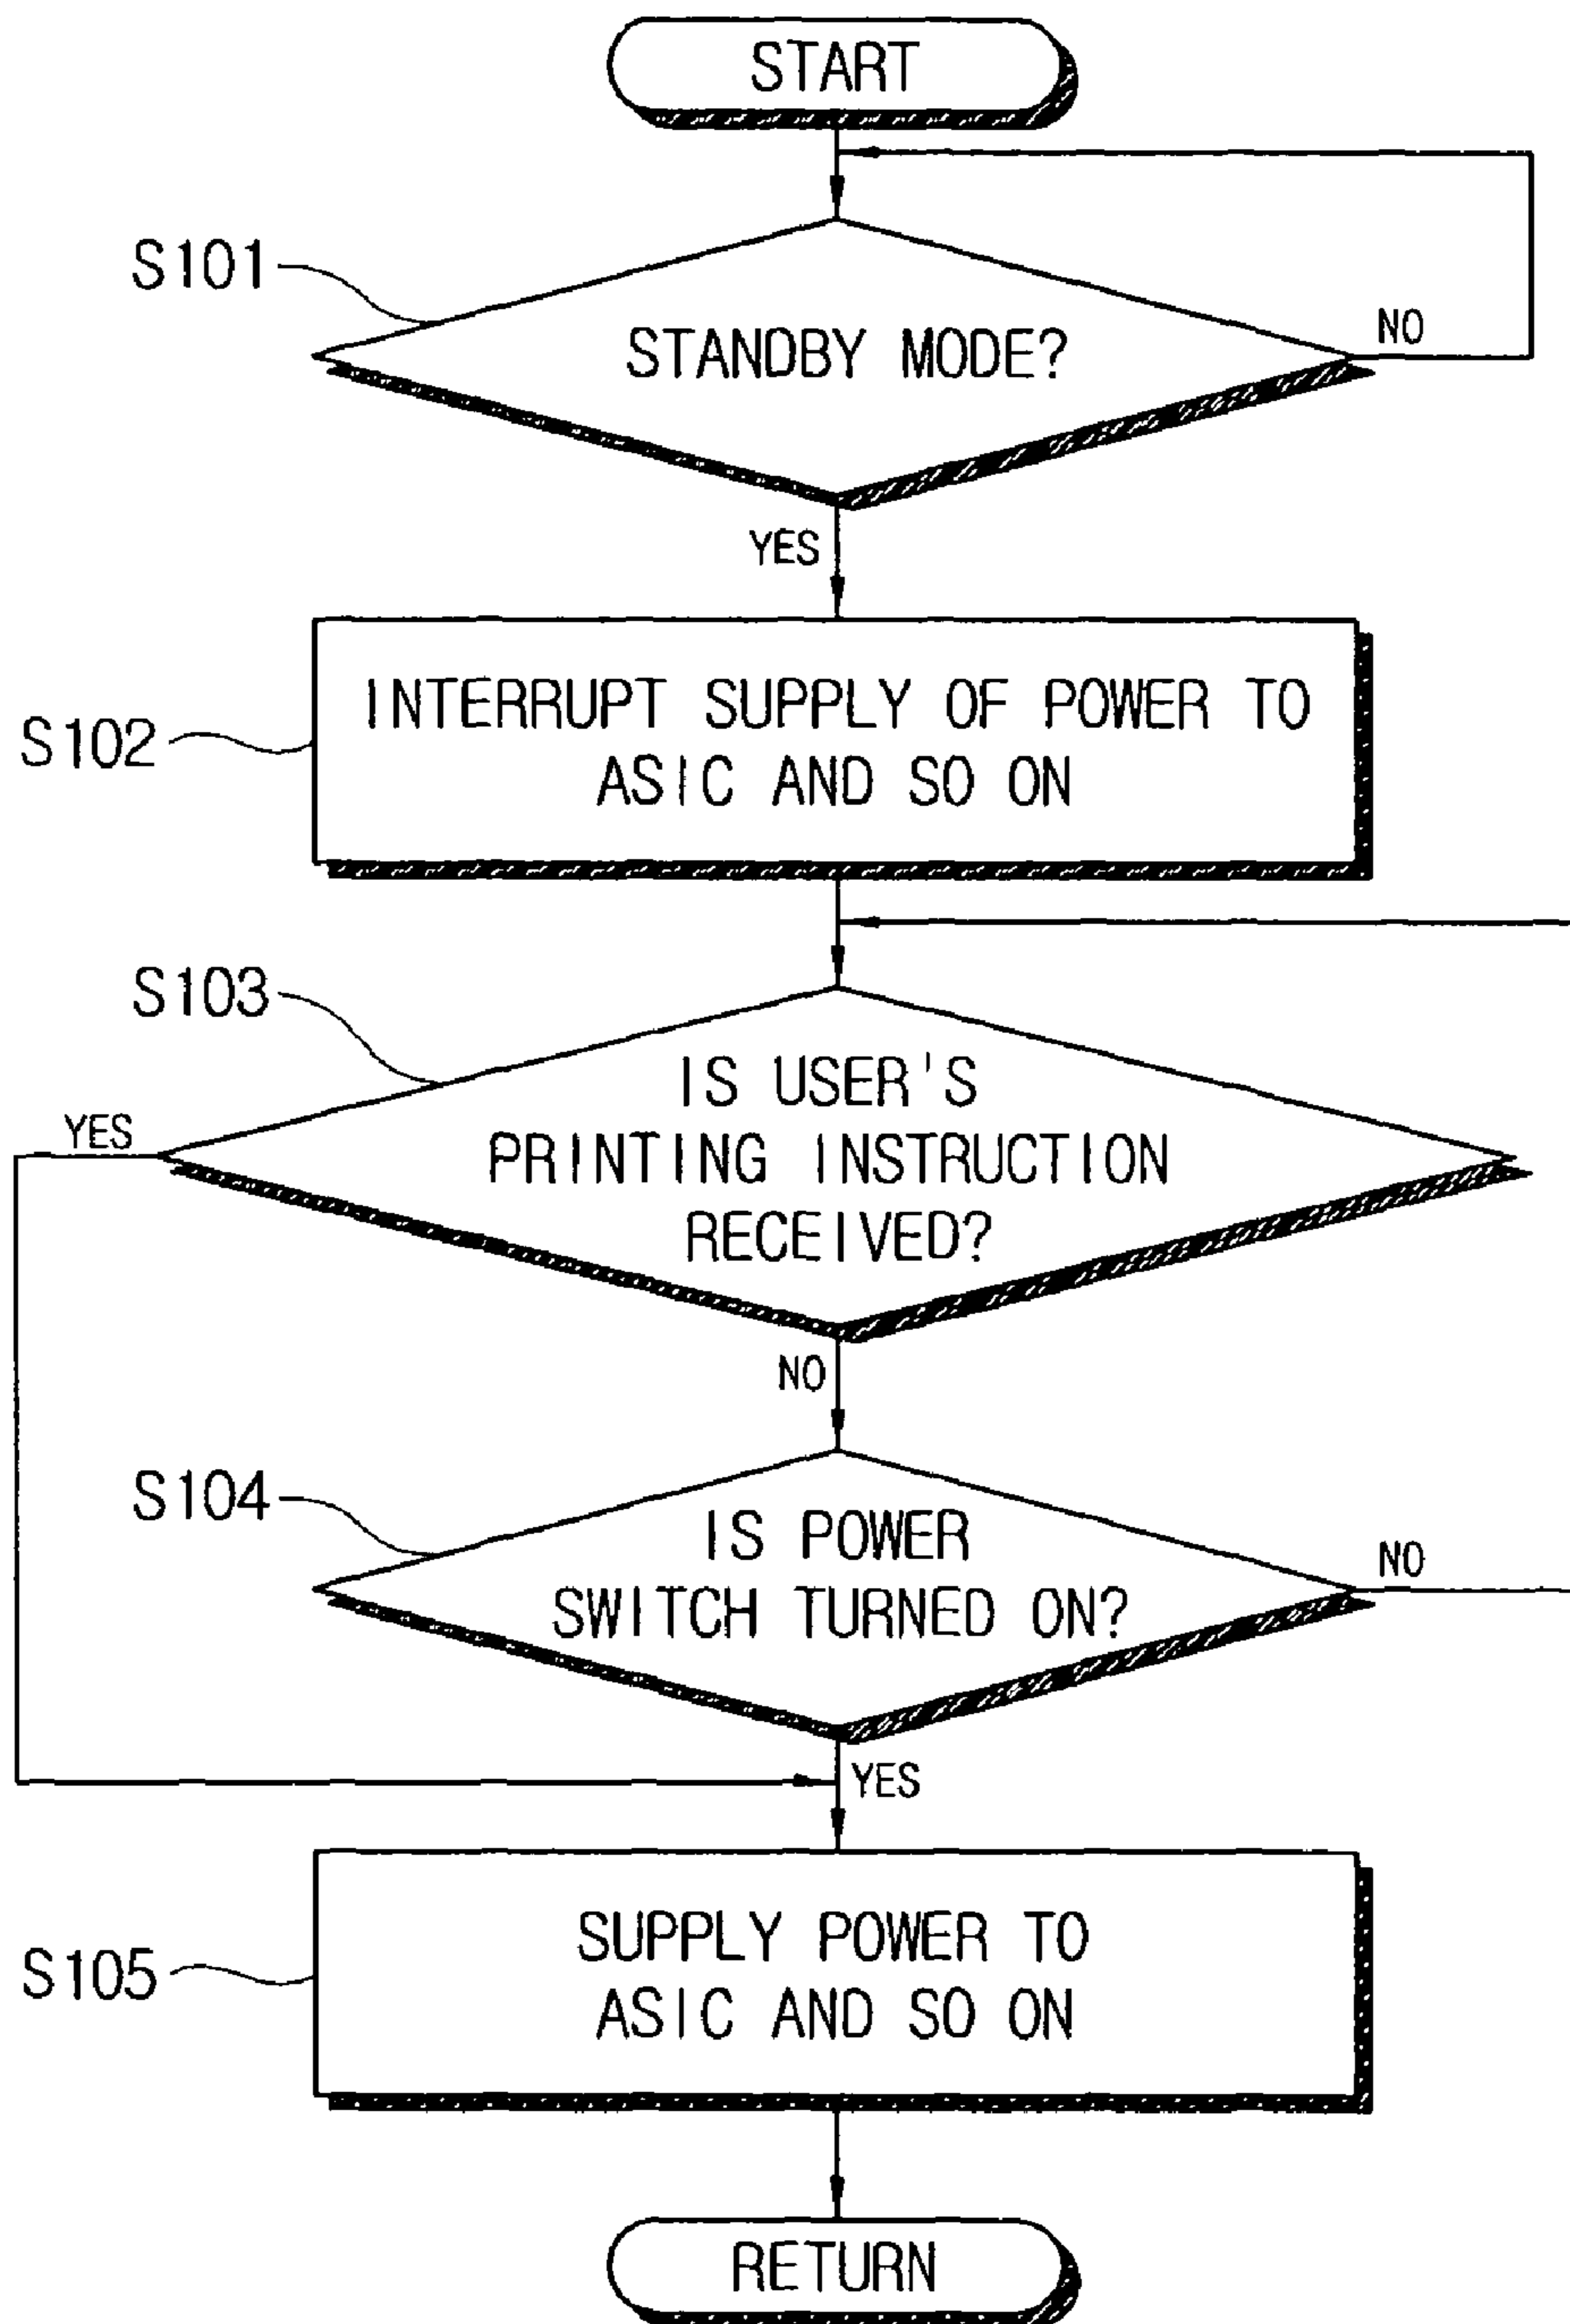 START
S101
STANDBY MODE?
NO
YES
S102
INTERRUPT SUPPLY OF POWER TO
ASIC AND SO ON
S103
IS USER'S
PRINTING INSTRUCTION
RECEIVED?
YES
NO
S104
IS POWER
SWITCH TURNED ON?
NO
YES
S105
SUPPLY POWER TO
ASIC AND SO ON
RETURN